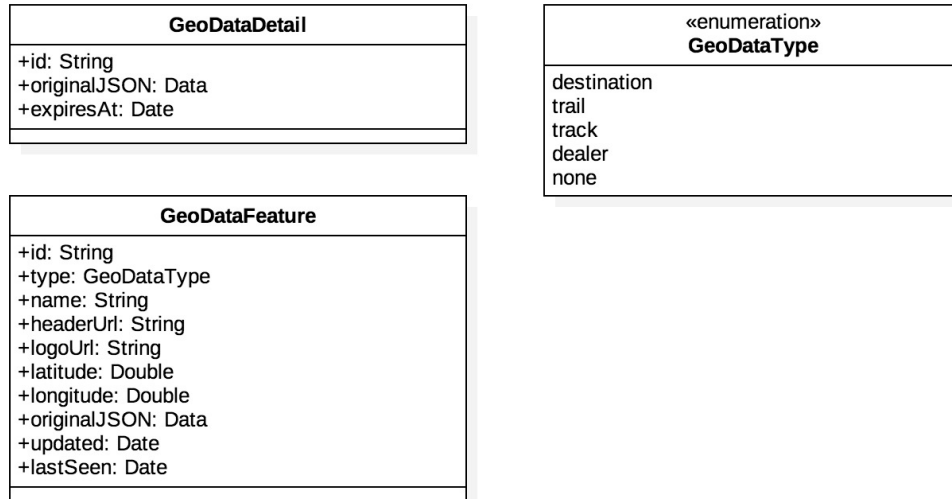 GeoDataDetail
+id: String
+originalJSON: Data
+expiresAt: Date
«enumeration»
GeoDataType
destination
trail
track
dealer
none
GeoDataFeature
+id: String
+type: GeoDataType
+name: String
+headerUrl: String
+logoUrl: String
+latitude: Double
+longitude: Double
+originalJSON: Data
+updated: Date
+lastSeen: Date